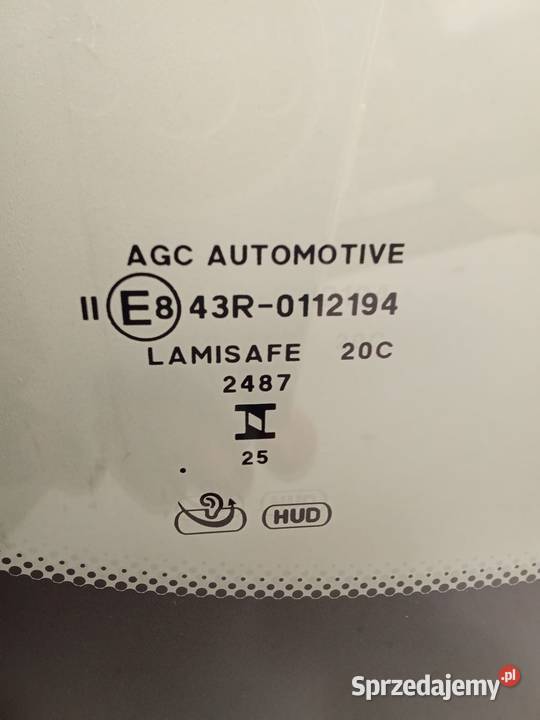 AGC AUTOMOTIVE
II E8 43R-0112194
LAMISAFE 20C
2487
25
HUD
Sprzedajemy.pl